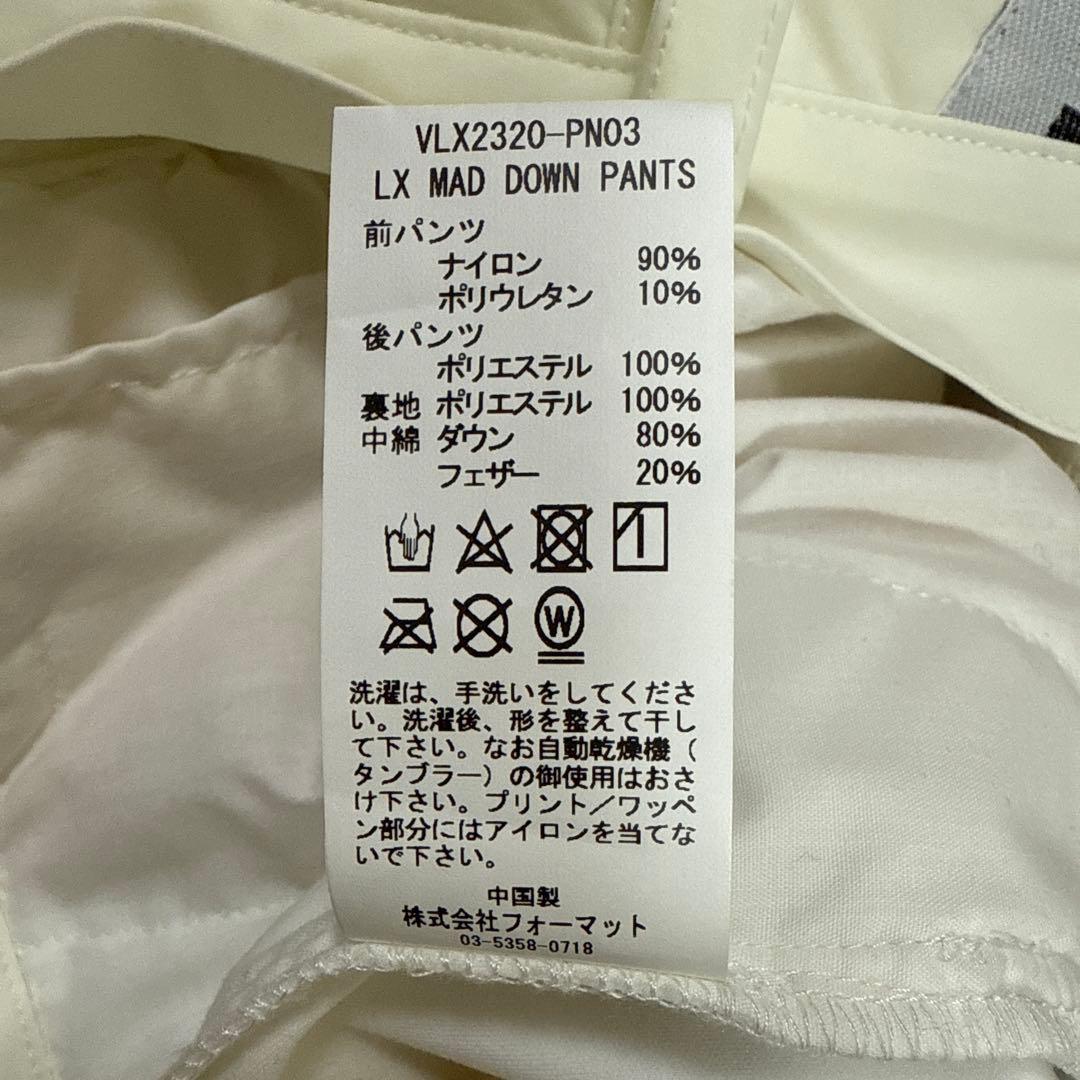 VLX2320-PN03
LX MAD DOWN PANTS
前パンツ
ナイロン 90%
ポリウレタン 10%
後パンツ
ポリエステル 100%
裏地 ポリエステル 100%
中綿 ダウン 80%
フェザー 20%
W
洗濯は、手洗いをしてくださ
い。洗濯後、形を整えて干し
て下さい。なお自動乾燥機(
タンブラー)の御使用はおさ
け下さい。プリント/ワッペ
ン部分にはアイロンを当てな
いで下さい。
中国製
株式会社フォーマット
03-5358-0718